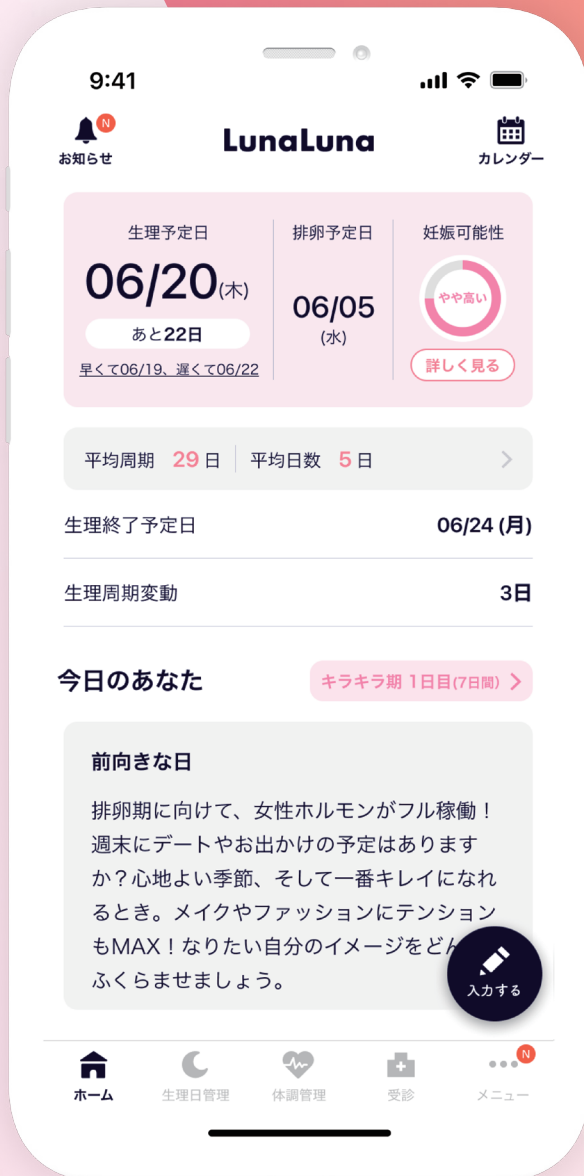 9:41
N
お知らせ
LunaLuna
カレンダー
生理予定日
06/20(木)
あと22日
早くて06/19、遅くて06/22
排卵予定日
06/05
(水)
妊娠可能性
やや高い
詳しく見る
平均周期 29日
平均日数 5日
生理終了予定日 06/24 (月)
生理周期変動 3日
今日のあなた
キラキラ期 1日目(7日間)
前向きな日
排卵期に向けて、女性ホルモンがフル稼働！
週末にデートやお出かけの予定はあります
か？心地よい季節、そして一番キレイになれ
るとき。メイクやファッションにテンション
もMAX！なりたい自分のイメージをど
ふくらませましょう。
入力する
ホーム
生理日管理
体調管理
受診
N
メニュー